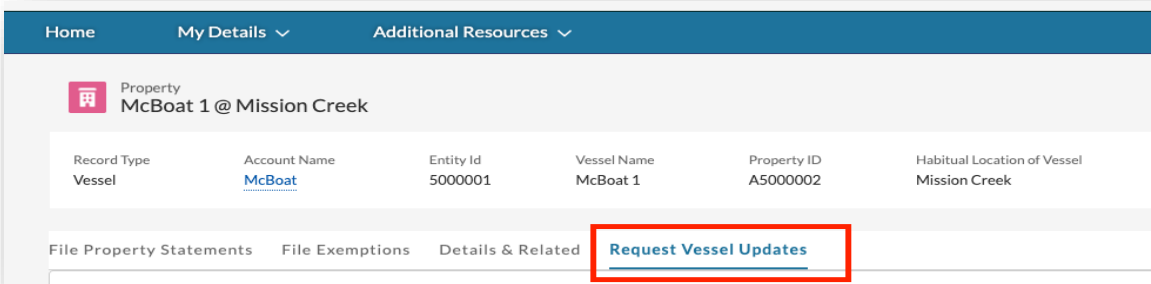 Home My Details Additional Resources
Property
McBoat 1 @ Mission Creek
Record Type Account Name Entity Id Vessel Name Property ID Habitual Location of Vessel
Vessel McBoat 5000001 McBoat 1 A5000002 Mission Creek
File Property Statements File Exemptions Details & Related Request Vessel Updates